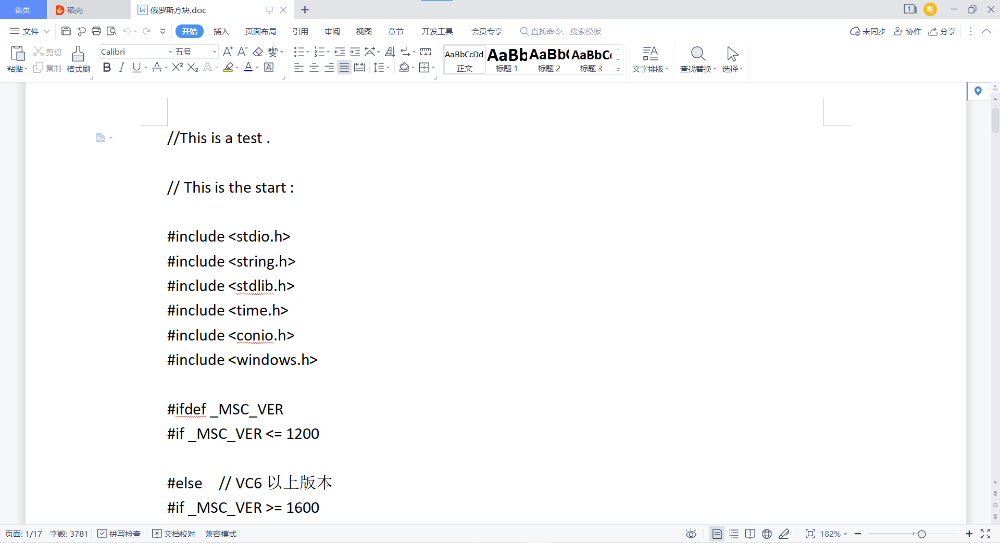 首页
稻壳
俄罗斯方块.doc
1
嗯
文件
开始
插入
页面布局
引用
审阅
视图
章节
开发工具
会员专享
查找命令、搜索模板
未同步
协作
分享
粘贴
剪切
复制
格式刷
Calibri
五号
AaBbCcDd
正文
AaBb
标题 1
AaBb(
标题 2
AaBbC
标题 3
文字排版
查找替换
选择
//This is a test .
// This is the start :
#include <stdio.h>
#include <string.h>
#include <stdlib.h>
#include <time.h>
#include <conio.h>
#include <windows.h>
#ifdef _MSC_VER
#if _MSC_VER <= 1200
#else    // VC6 以上版本
#if _MSC_VER >= 1600
页面: 1/17
字数: 3781
拼写检查
文档校对
兼容模式
182%